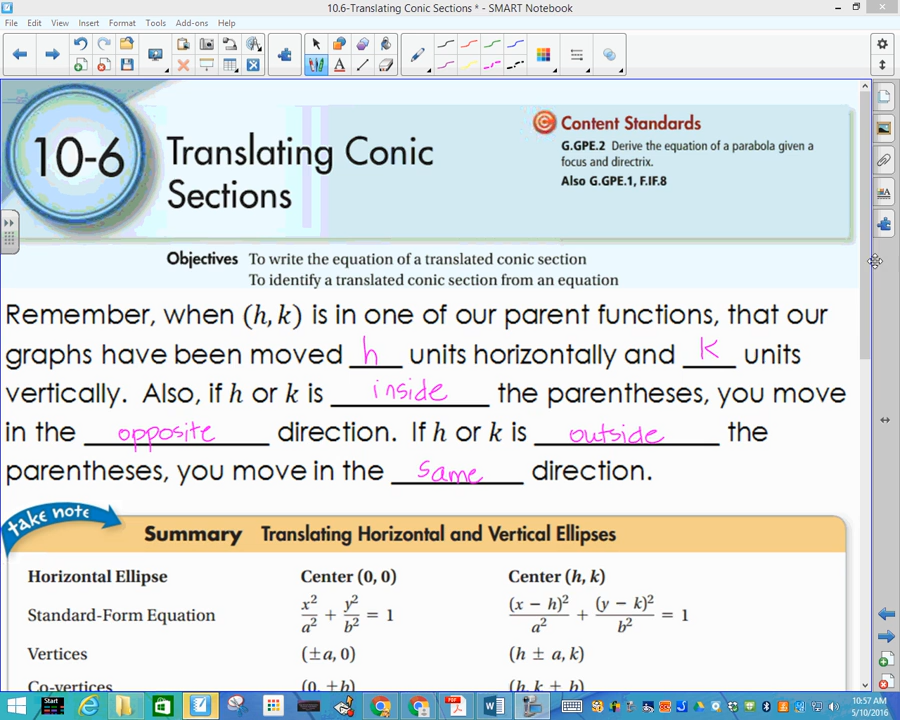 10.6-Translating Conic Sections * - SMART Notebook
File Edit View Insert Format Tools Add-ons Help
10-6
Translating Conic
Sections
Content Standards
G.GPE.2 Derive the equation of a parabola given a
focus and directrix.
Also G.GPE.1, F.IF.8
Objectives To write the equation of a translated conic section
To identify a translated conic section from an equation
Remember, when (h, k) is in one of our parent functions, that our
graphs have been moved h units horizontally and k units
vertically. Also, if h or k is inside the parentheses, you move
in the opposite direction. If h or k is outside the
parentheses, you move in the same direction.
take note
Summary Translating Horizontal and Vertical Ellipses
Horizontal Ellipse Center (0, 0) Center (h, k)
Standard-Form Equation x²/a² + y²/b² = 1 (x − h)²/a² + (y − k)²/b² = 1
Vertices (±a, 0) (h ± a, k)
Co-vertices (0, ±b) (h, k ± b)
Start
10:57 AM
5/10/2016